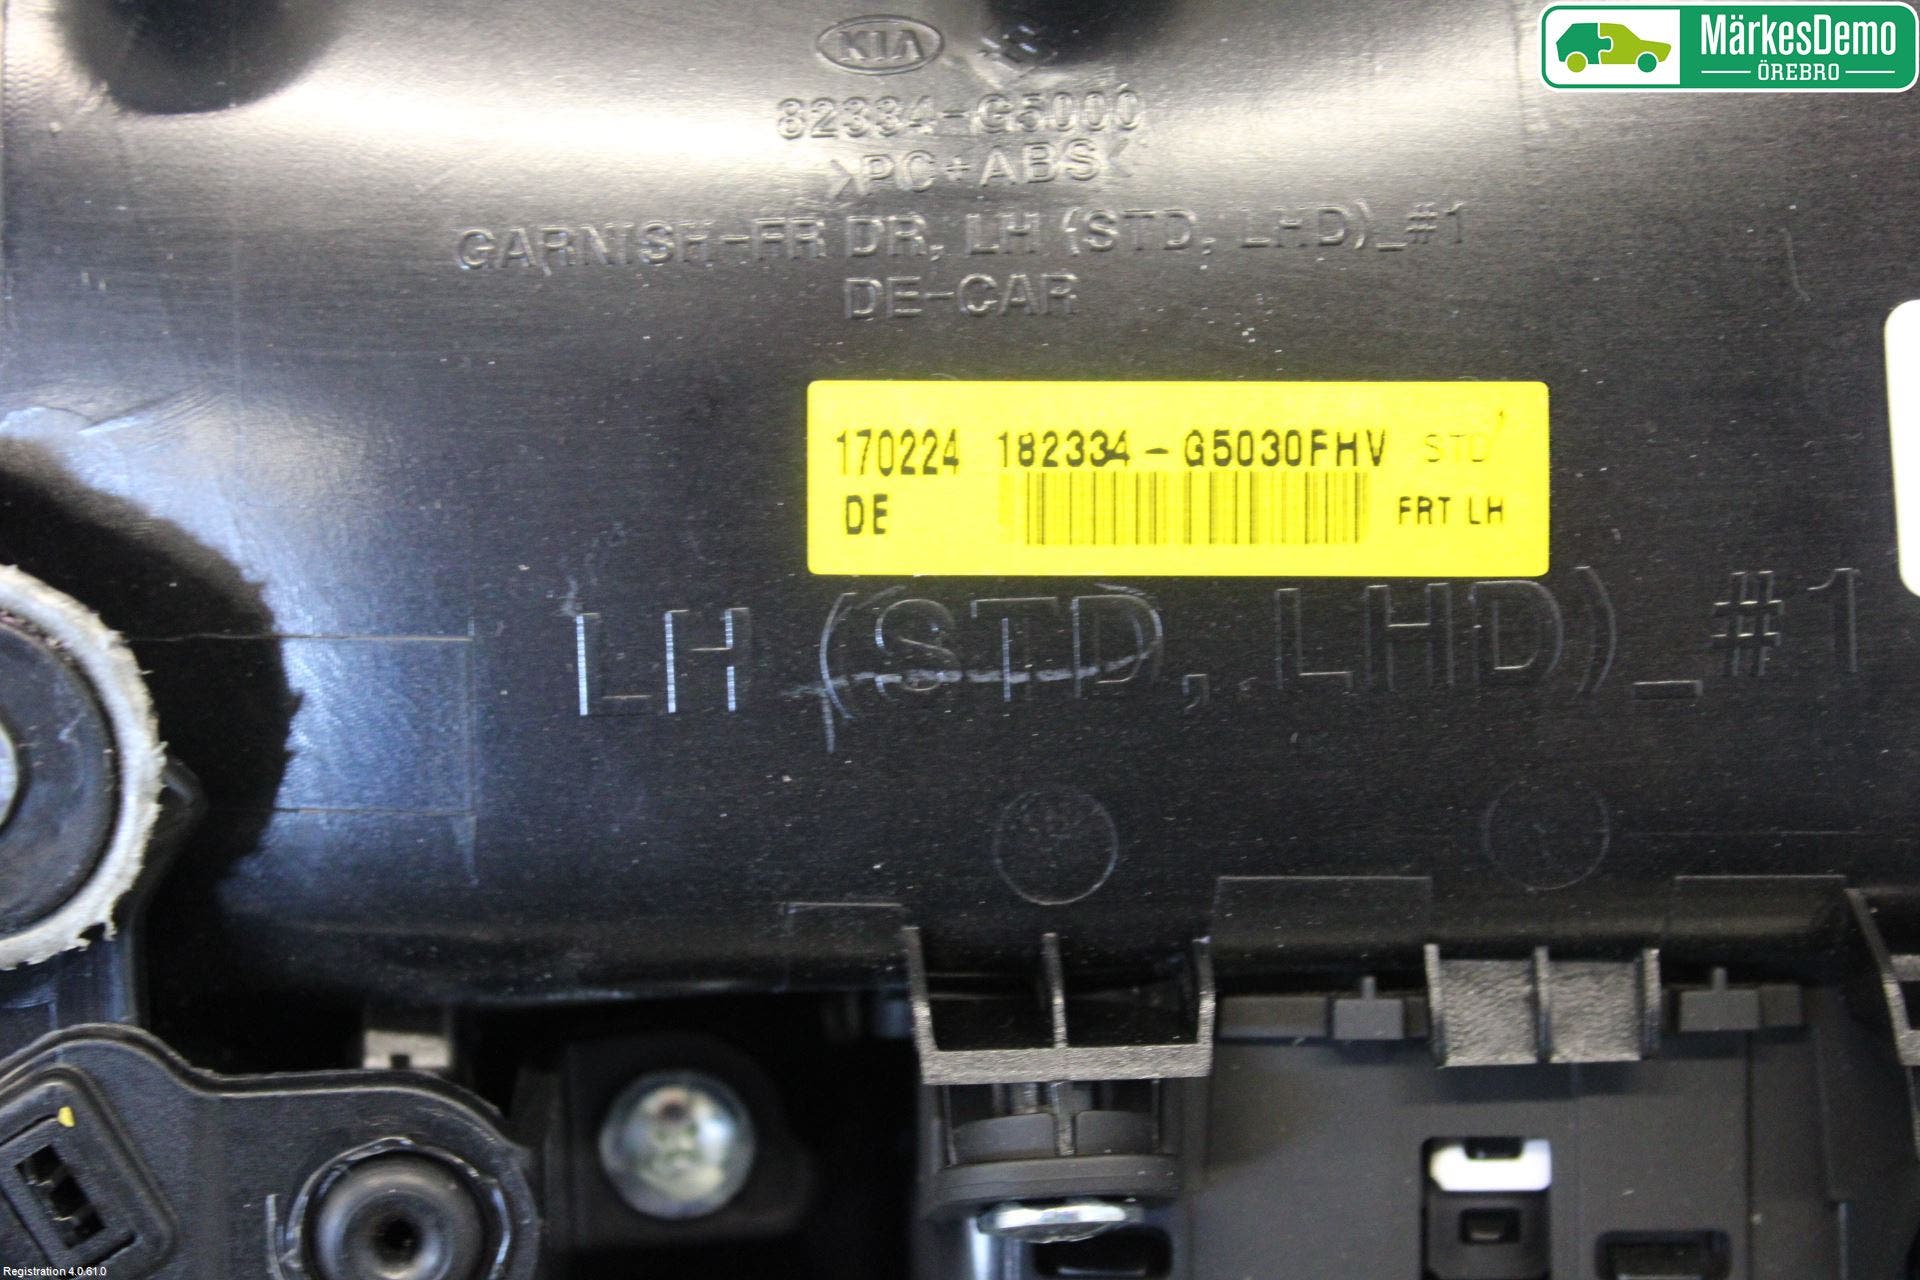 MärkesDemo
ÖREBRO
KIA
82334-G5000
>PC+ABS<
GARNISH-FR DR, LH (STD, LHD)_#1
DE-CAR
170224 182334-G5030FHV STD
DE FRT LH
LH (STD, LHD)_#1
Registration 4.0.61.0